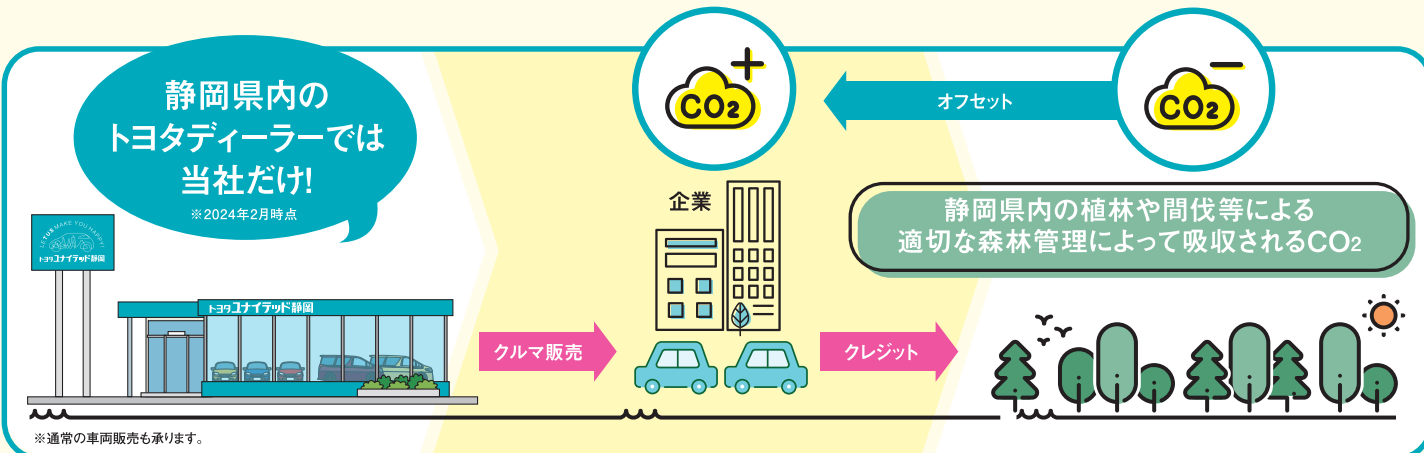 静岡県内の
トヨタディーラーでは
当社だけ!
※2024年2月時点
LET US MAKE YOU HAPPY!
トヨタユナイテッド静岡
トヨタユナイテッド静岡
クルマ販売
CO2
+
企業
クレジット
オフセット
CO2
−
静岡県内の植林や間伐等による
適切な森林管理によって吸収されるCO2
※通常の車両販売も承ります。